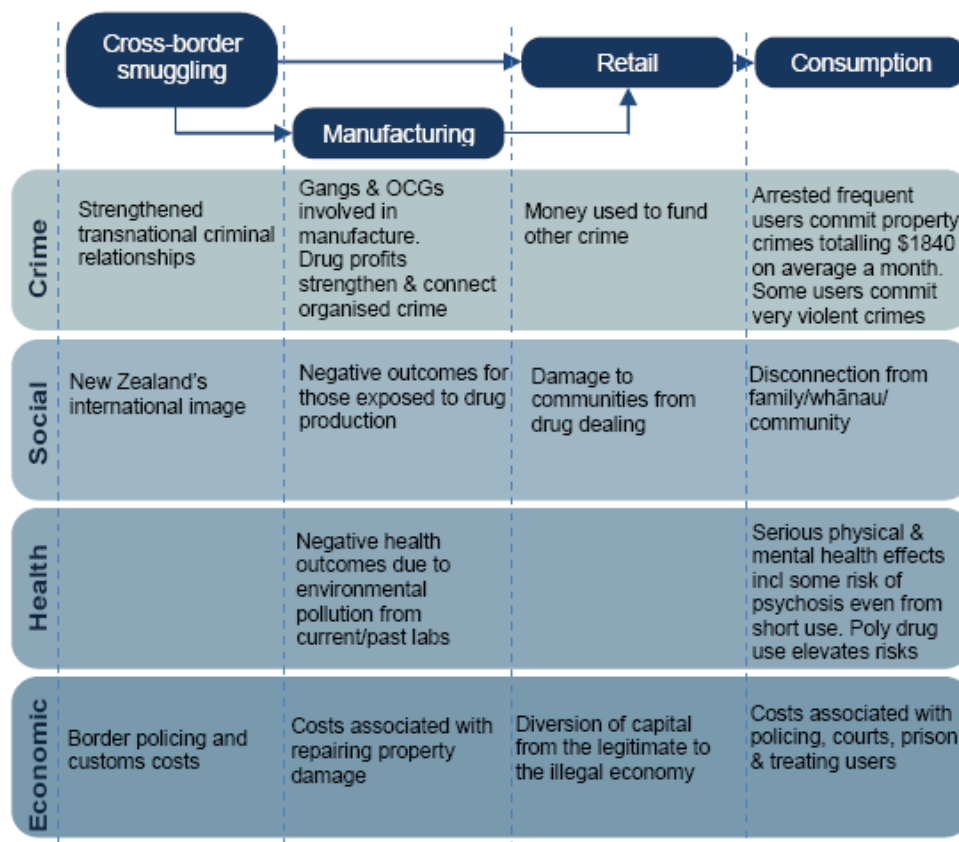 Cross-border
smuggling
Retail
Consumption
Manufacturing
Crime
Strengthened
transnational criminal
relationships
Gangs & OCGs
involved in
manufacture.
Drug profits
strengthen & connect
organised crime
Money used to fund
other crime
Arrested frequent
users commit property
crimes totalling $1840
on average a month.
Some users commit
very violent crimes
Social
New Zealand's
international image
Negative outcomes for
those exposed to drug
production
Damage to
communities from
drug dealing
Disconnection from
family/whānau/
community
Health
Negative health
outcomes due to
environmental
pollution from
current/past labs
Serious physical &
mental health effects
incl some risk of
psychosis even from
short use. Poly drug
use elevates risks
Economic
Border policing and
customs costs
Costs associated with
repairing property
damage
Diversion of capital
from the legitimate to
the illegal economy
Costs associated with
policing, courts, prison
& treating users